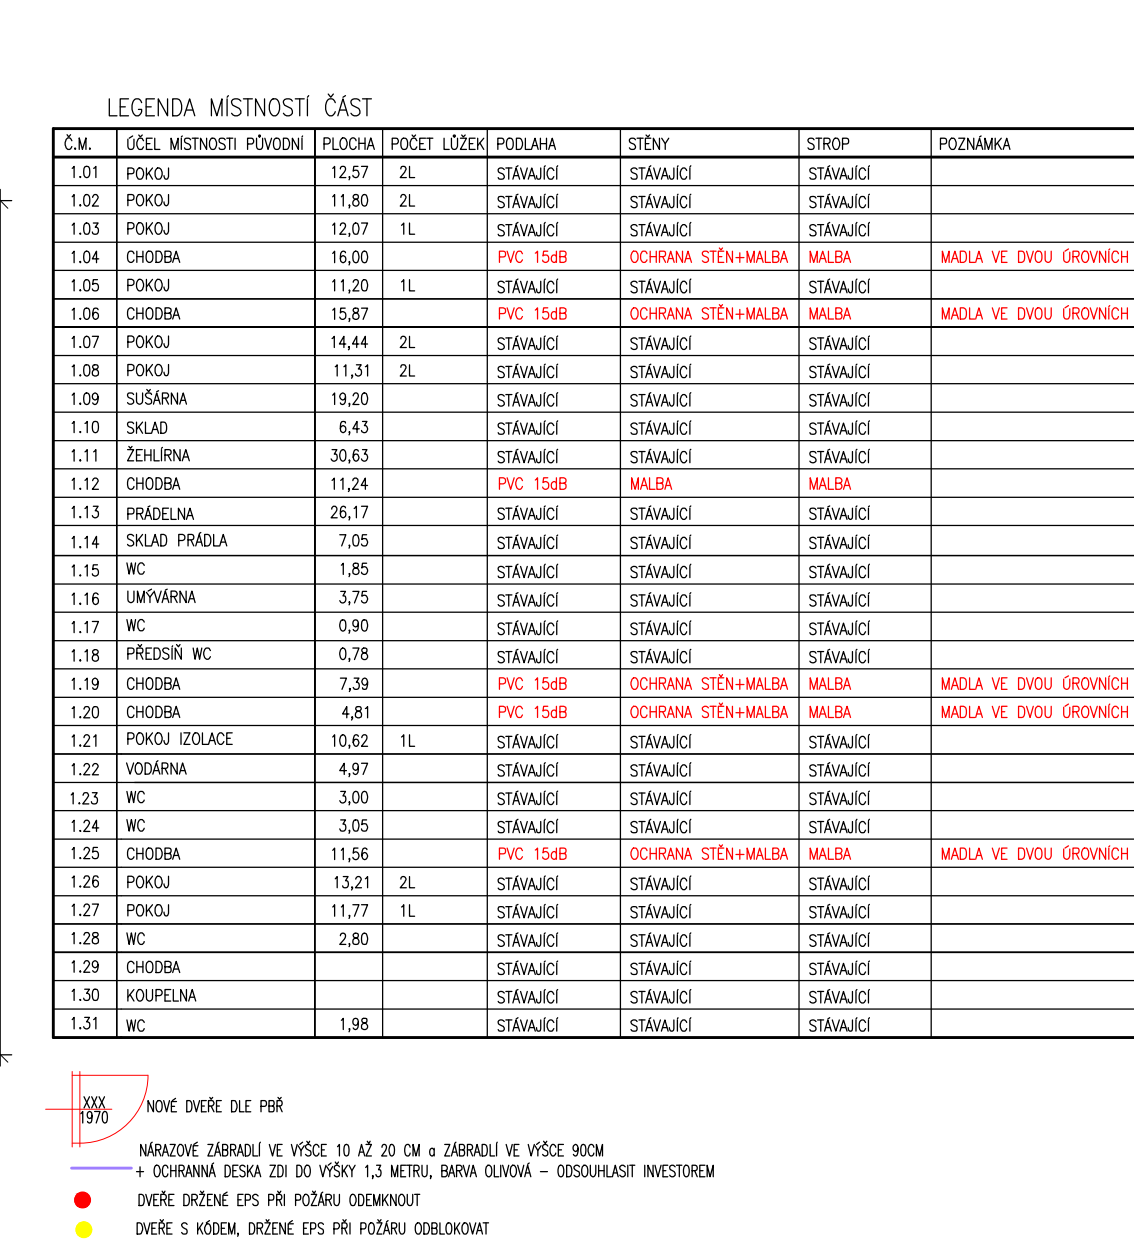 LEGENDA MÍSTNOSTÍ ČÁST
Č.M. ÚČEL MÍSTNOSTI PŮVODNÍ PLOCHA POČET LŮŽEK PODLAHA STĚNY STROP POZNÁMKA
1.01 POKOJ 12,57 2L STÁVAJÍCÍ STÁVAJÍCÍ STÁVAJÍCÍ
1.02 POKOJ 11,80 2L STÁVAJÍCÍ STÁVAJÍCÍ STÁVAJÍCÍ
1.03 POKOJ 12,07 1L STÁVAJÍCÍ STÁVAJÍCÍ STÁVAJÍCÍ
1.04 CHODBA 16,00 PVC 15dB OCHRANA STĚN+MALBA MALBA MADLA VE DVOU ÚROVNÍCH
1.05 POKOJ 11,20 1L STÁVAJÍCÍ STÁVAJÍCÍ STÁVAJÍCÍ
1.06 CHODBA 15,87 PVC 15dB OCHRANA STĚN+MALBA MALBA MADLA VE DVOU ÚROVNÍCH
1.07 POKOJ 14,44 2L STÁVAJÍCÍ STÁVAJÍCÍ STÁVAJÍCÍ
1.08 POKOJ 11,31 2L STÁVAJÍCÍ STÁVAJÍCÍ STÁVAJÍCÍ
1.09 SUŠÁRNA 19,20 STÁVAJÍCÍ STÁVAJÍCÍ STÁVAJÍCÍ
1.10 SKLAD 6,43 STÁVAJÍCÍ STÁVAJÍCÍ STÁVAJÍCÍ
1.11 ŽEHLÍRNA 30,63 STÁVAJÍCÍ STÁVAJÍCÍ STÁVAJÍCÍ
1.12 CHODBA 11,24 PVC 15dB MALBA MALBA
1.13 PRÁDELNA 26,17 STÁVAJÍCÍ STÁVAJÍCÍ STÁVAJÍCÍ
1.14 SKLAD PRÁDLA 7,05 STÁVAJÍCÍ STÁVAJÍCÍ STÁVAJÍCÍ
1.15 WC 1,85 STÁVAJÍCÍ STÁVAJÍCÍ STÁVAJÍCÍ
1.16 UMÝVÁRNA 3,75 STÁVAJÍCÍ STÁVAJÍCÍ STÁVAJÍCÍ
1.17 WC 0,90 STÁVAJÍCÍ STÁVAJÍCÍ STÁVAJÍCÍ
1.18 PŘEDSÍŇ WC 0,78 STÁVAJÍCÍ STÁVAJÍCÍ STÁVAJÍCÍ
1.19 CHODBA 7,39 PVC 15dB OCHRANA STĚN+MALBA MALBA MADLA VE DVOU ÚROVNÍCH
1.20 CHODBA 4,81 PVC 15dB OCHRANA STĚN+MALBA MALBA MADLA VE DVOU ÚROVNÍCH
1.21 POKOJ IZOLACE 10,62 1L STÁVAJÍCÍ STÁVAJÍCÍ STÁVAJÍCÍ
1.22 VODÁRNA 4,97 STÁVAJÍCÍ STÁVAJÍCÍ STÁVAJÍCÍ
1.23 WC 3,00 STÁVAJÍCÍ STÁVAJÍCÍ STÁVAJÍCÍ
1.24 WC 3,05 STÁVAJÍCÍ STÁVAJÍCÍ STÁVAJÍCÍ
1.25 CHODBA 11,56 PVC 15dB OCHRANA STĚN+MALBA MALBA MADLA VE DVOU ÚROVNÍCH
1.26 POKOJ 13,21 2L STÁVAJÍCÍ STÁVAJÍCÍ STÁVAJÍCÍ
1.27 POKOJ 11,77 1L STÁVAJÍCÍ STÁVAJÍCÍ STÁVAJÍCÍ
1.28 WC 2,80 STÁVAJÍCÍ STÁVAJÍCÍ STÁVAJÍCÍ
1.29 CHODBA STÁVAJÍCÍ STÁVAJÍCÍ STÁVAJÍCÍ
1.30 KOUPELNA STÁVAJÍCÍ STÁVAJÍCÍ STÁVAJÍCÍ
1.31 WC 1,98 STÁVAJÍCÍ STÁVAJÍCÍ STÁVAJÍCÍ
XXX
1970
NOVÉ DVEŘE DLE PBŘ
NÁRAZOVÉ ZÁBRADLÍ VE VÝŠCE 10 AŽ 20 CM a ZÁBRADLÍ VE VÝŠCE 90CM
+ OCHRANNÁ DESKA ZDI DO VÝŠKY 1,3 METRU, BARVA OLIVOVÁ – ODSOUHLASIT INVESTOREM
DVEŘE DRŽENÉ EPS PŘI POŽÁRU ODEMKNOUT
DVEŘE S KÓDEM, DRŽENÉ EPS PŘI POŽÁRU ODBLOKOVAT